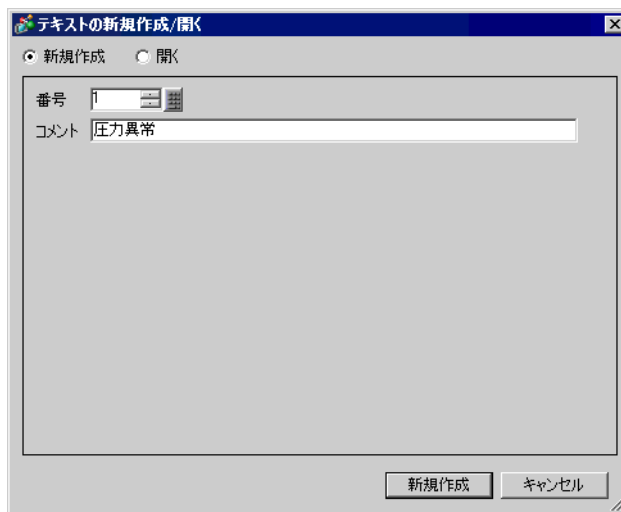 テキストの新規作成/開く
新規作成 開く
番号 1
コメント 圧力異常
新規作成 キャンセル